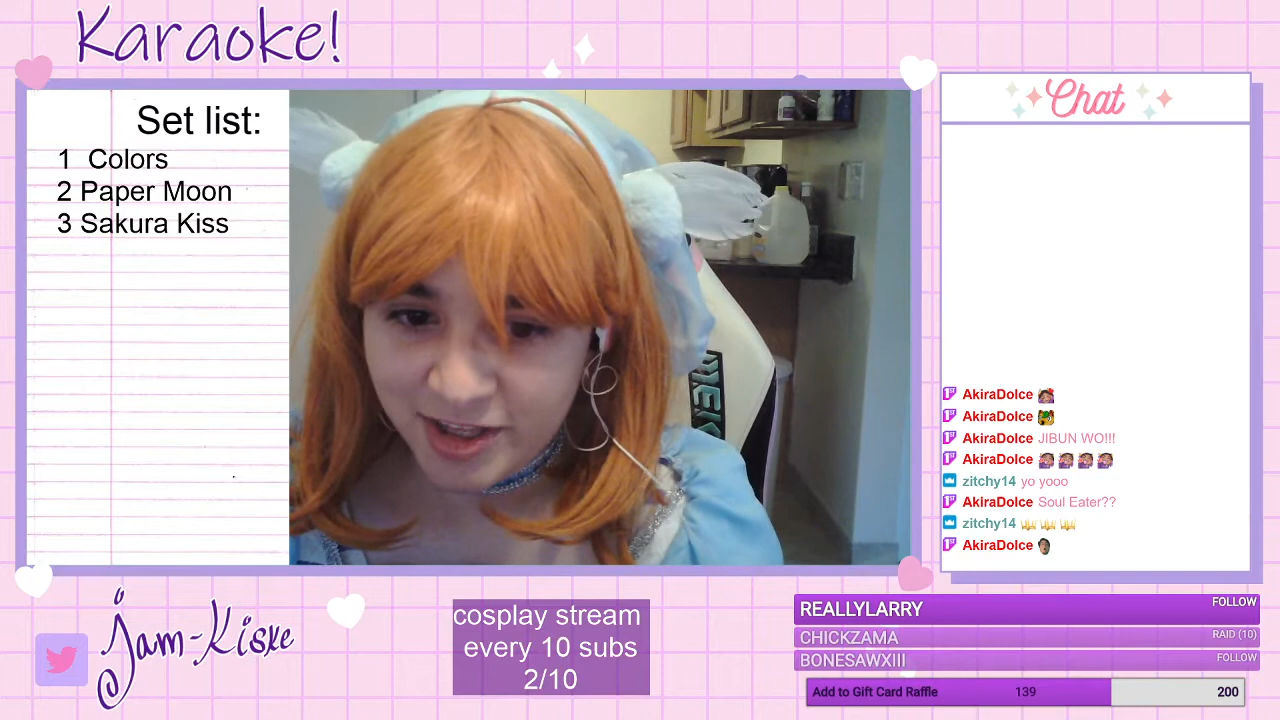 Karaoke!
Set list:
1 Colors
2 Paper Moon
3 Sakura Kiss
Chat
AkiraDolce
AkiraDolce
AkiraDolce JIBUN WO!!!
AkiraDolce
zitchy14 yo yooo
AkiraDolce Soul Eater??
zitchy14
AkiraDolce
@Jam-Kiske
cosplay stream
every 10 subs
2/10
REALLYLARRY FOLLOW
CHICKZAMA RAID (10)
BONESAWXIII FOLLOW
Add to Gift Card Raffle 139 200